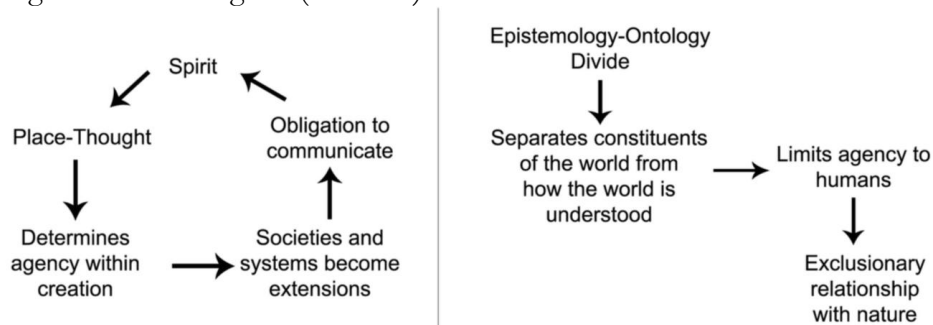 Spirit
Place-Thought
Determines
agency within
creation
Societies and
systems become
extensions
Obligation to
communicate
Epistemology-Ontology
Divide
Separates constituents
of the world from
how the world is
understood
Limits agency to
humans
Exclusionary
relationship
with nature